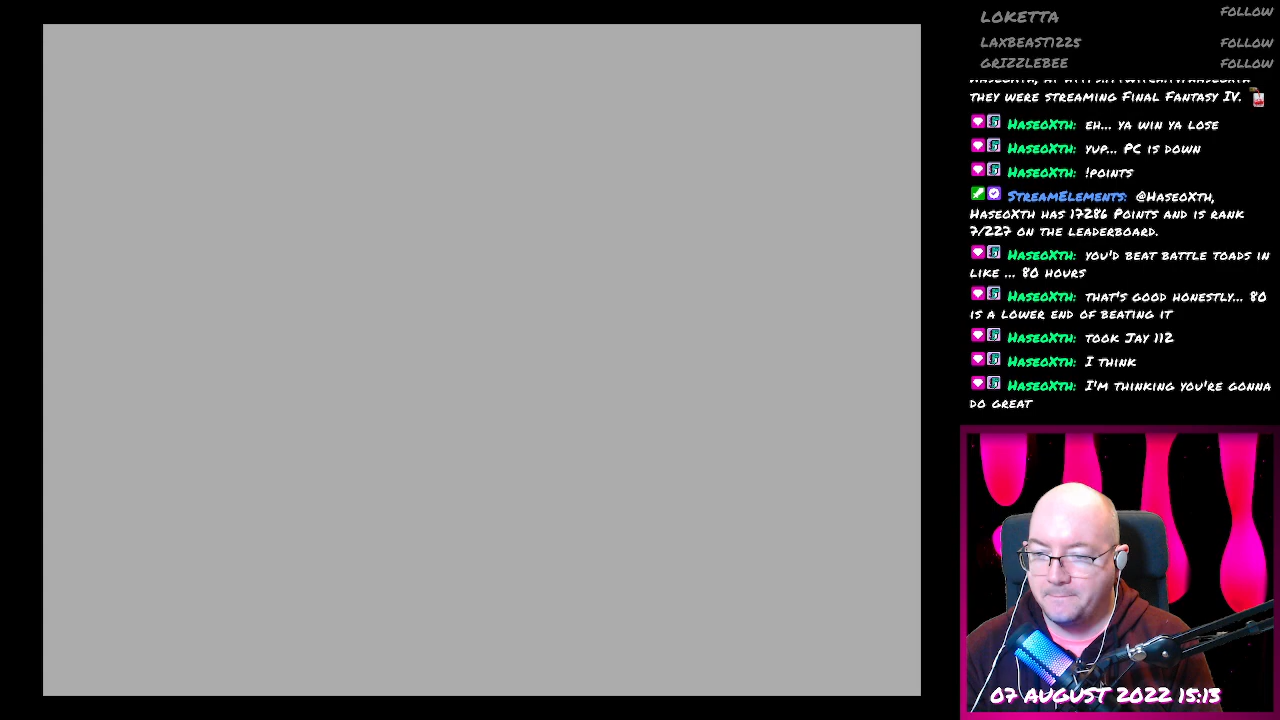 LOKETTA FOLLOW
LAXBEAST1225 FOLLOW
GRIZZLEBEE FOLLOW
THEY WERE STREAMING FINAL FANTASY IV.
HASEOXTH: EH... YA WIN YA LOSE
HASEOXTH: YUP... PC IS DOWN
HASEOXTH: !POINTS
STREAMELEMENTS: @HASEOXTH,
HASEOXTH HAS 17286 POINTS AND IS RANK
7/227 ON THE LEADERBOARD.
HASEOXTH: YOU'D BEAT BATTLE TOADS IN
LIKE ... 80 HOURS
HASEOXTH: THAT'S GOOD HONESTLY... 80
IS A LOWER END OF BEATING IT
HASEOXTH: TOOK JAY 112
HASEOXTH: I THINK
HASEOXTH: I'M THINKING YOU'RE GONNA
DO GREAT
07 AUGUST 2022 15:13